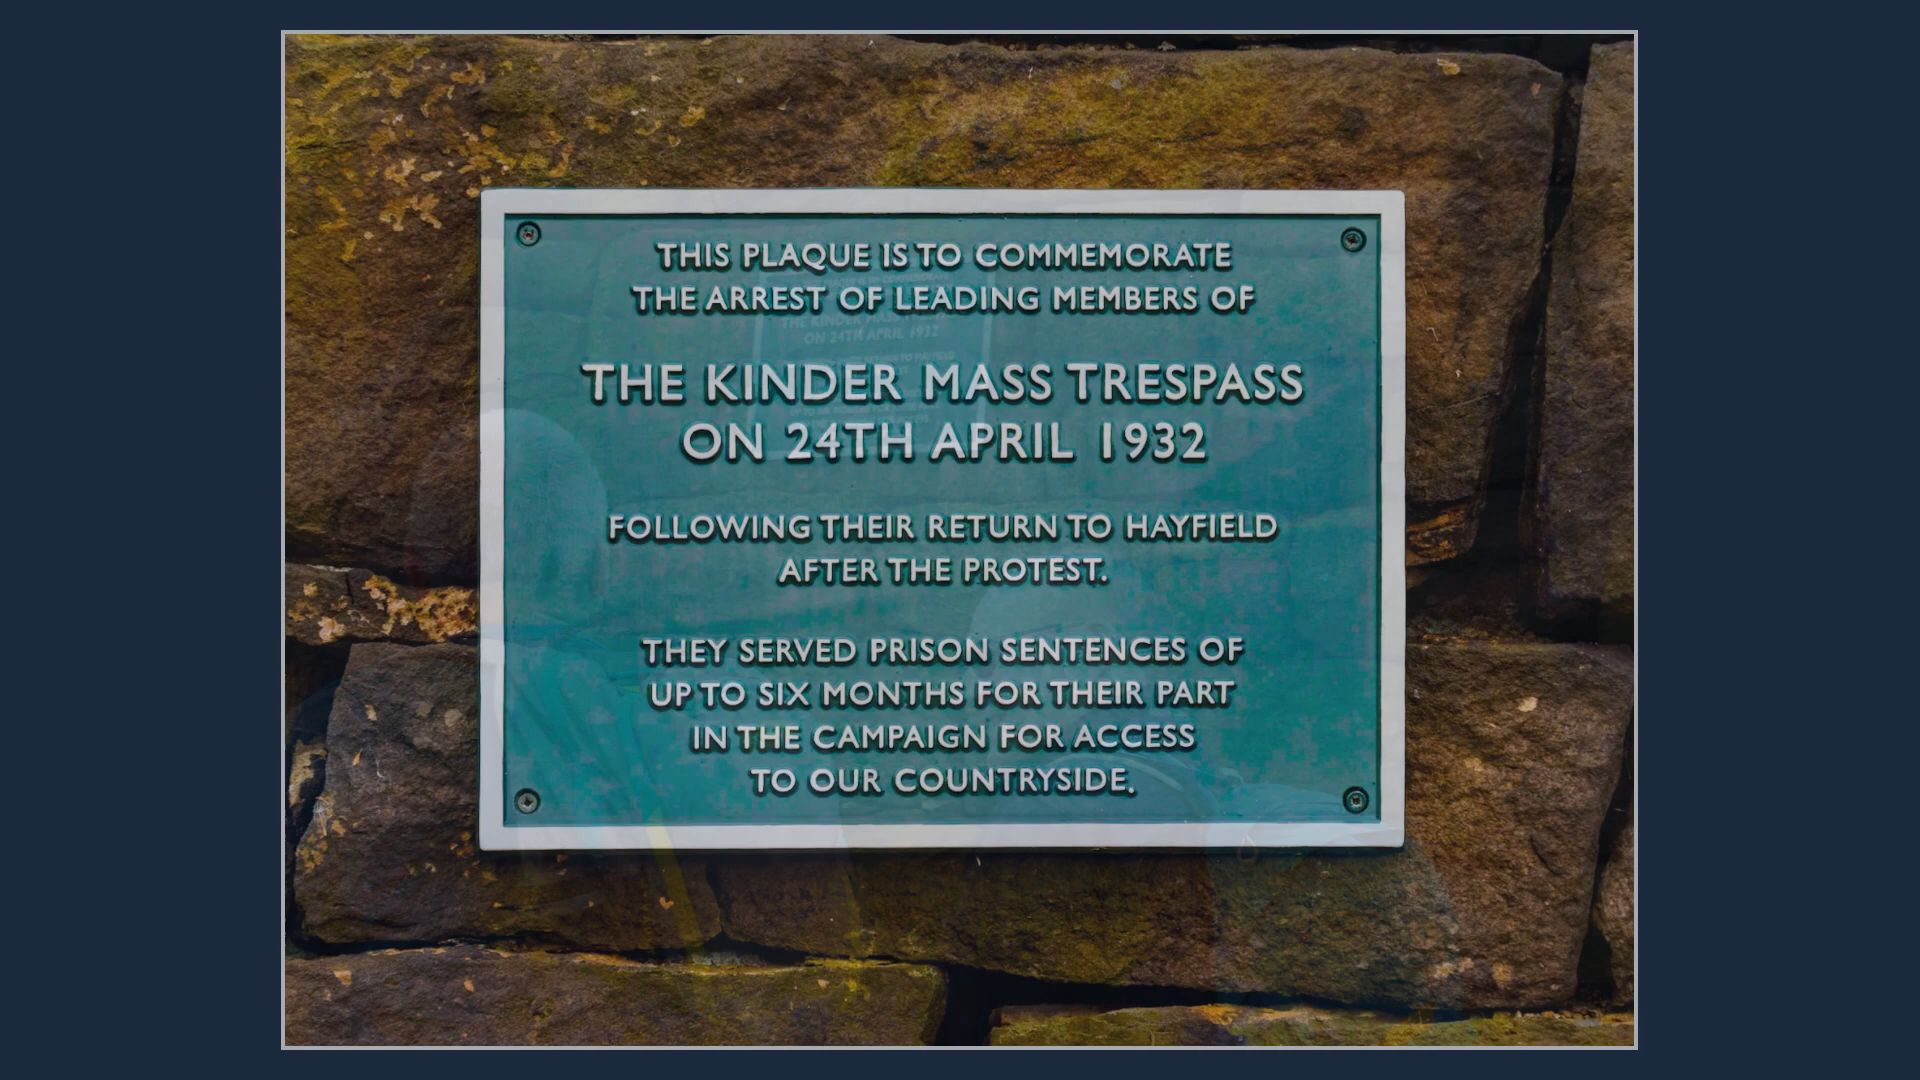 THIS PLAQUE IS TO COMMEMORATE
THE ARREST OF LEADING MEMBERS OF
THE KINDER MASS TRESPASS
ON 24TH APRIL 1932
FOLLOWING THEIR RETURN TO HAYFIELD
AFTER THE PROTEST.
THEY SERVED PRISON SENTENCES OF
UP TO SIX MONTHS FOR THEIR PART
IN THE CAMPAIGN FOR ACCESS
TO OUR COUNTRYSIDE.